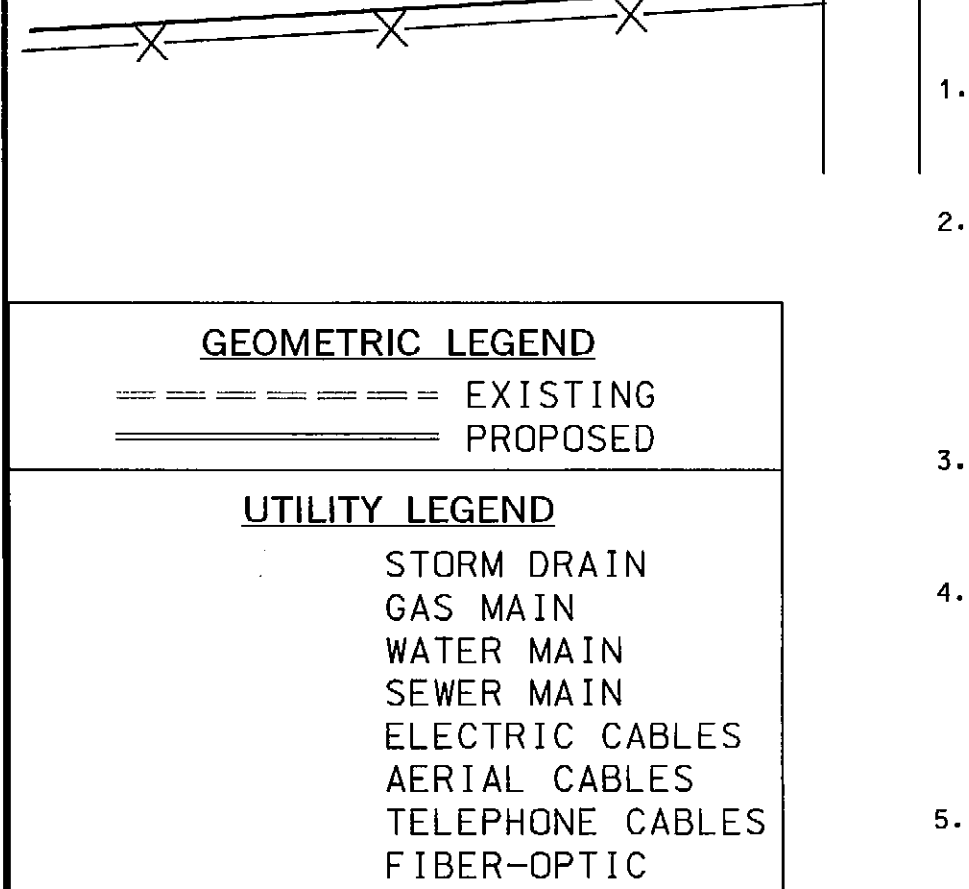 GEOMETRIC LEGEND
EXISTING
PROPOSED
UTILITY LEGEND
STORM DRAIN
GAS MAIN
WATER MAIN
SEWER MAIN
ELECTRIC CABLES
AERIAL CABLES
TELEPHONE CABLES
FIBER-OPTIC
1.
2.
3.
4.
5.